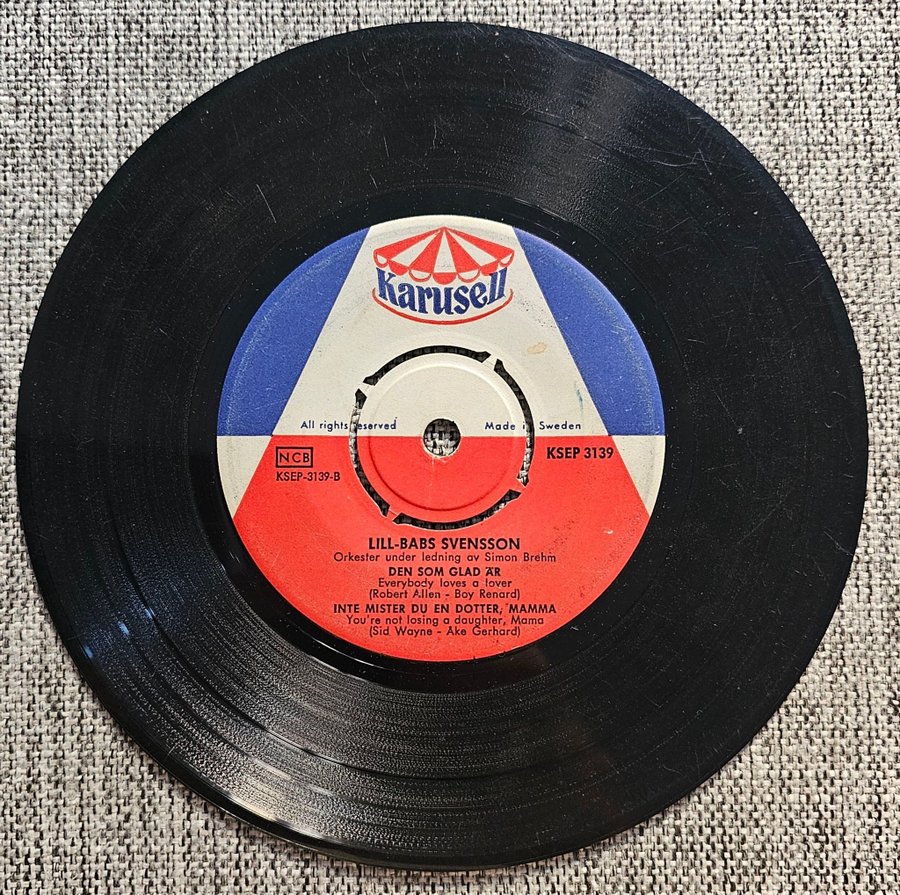 Karusell
All rights reserved Made in Sweden
NCB KSEP 3139
KSEP-3139-B
LILL-BABS SVENSSON
Orkester under ledning av Simon Brehm
DEN SOM GLAD ÄR
Everybody loves a lover
(Robert Allen - Boy Renard)
INTE MISTER DU EN DOTTER, MAMMA
You're not losing a daughter, Mama
(Sid Wayne - Åke Gerhard)